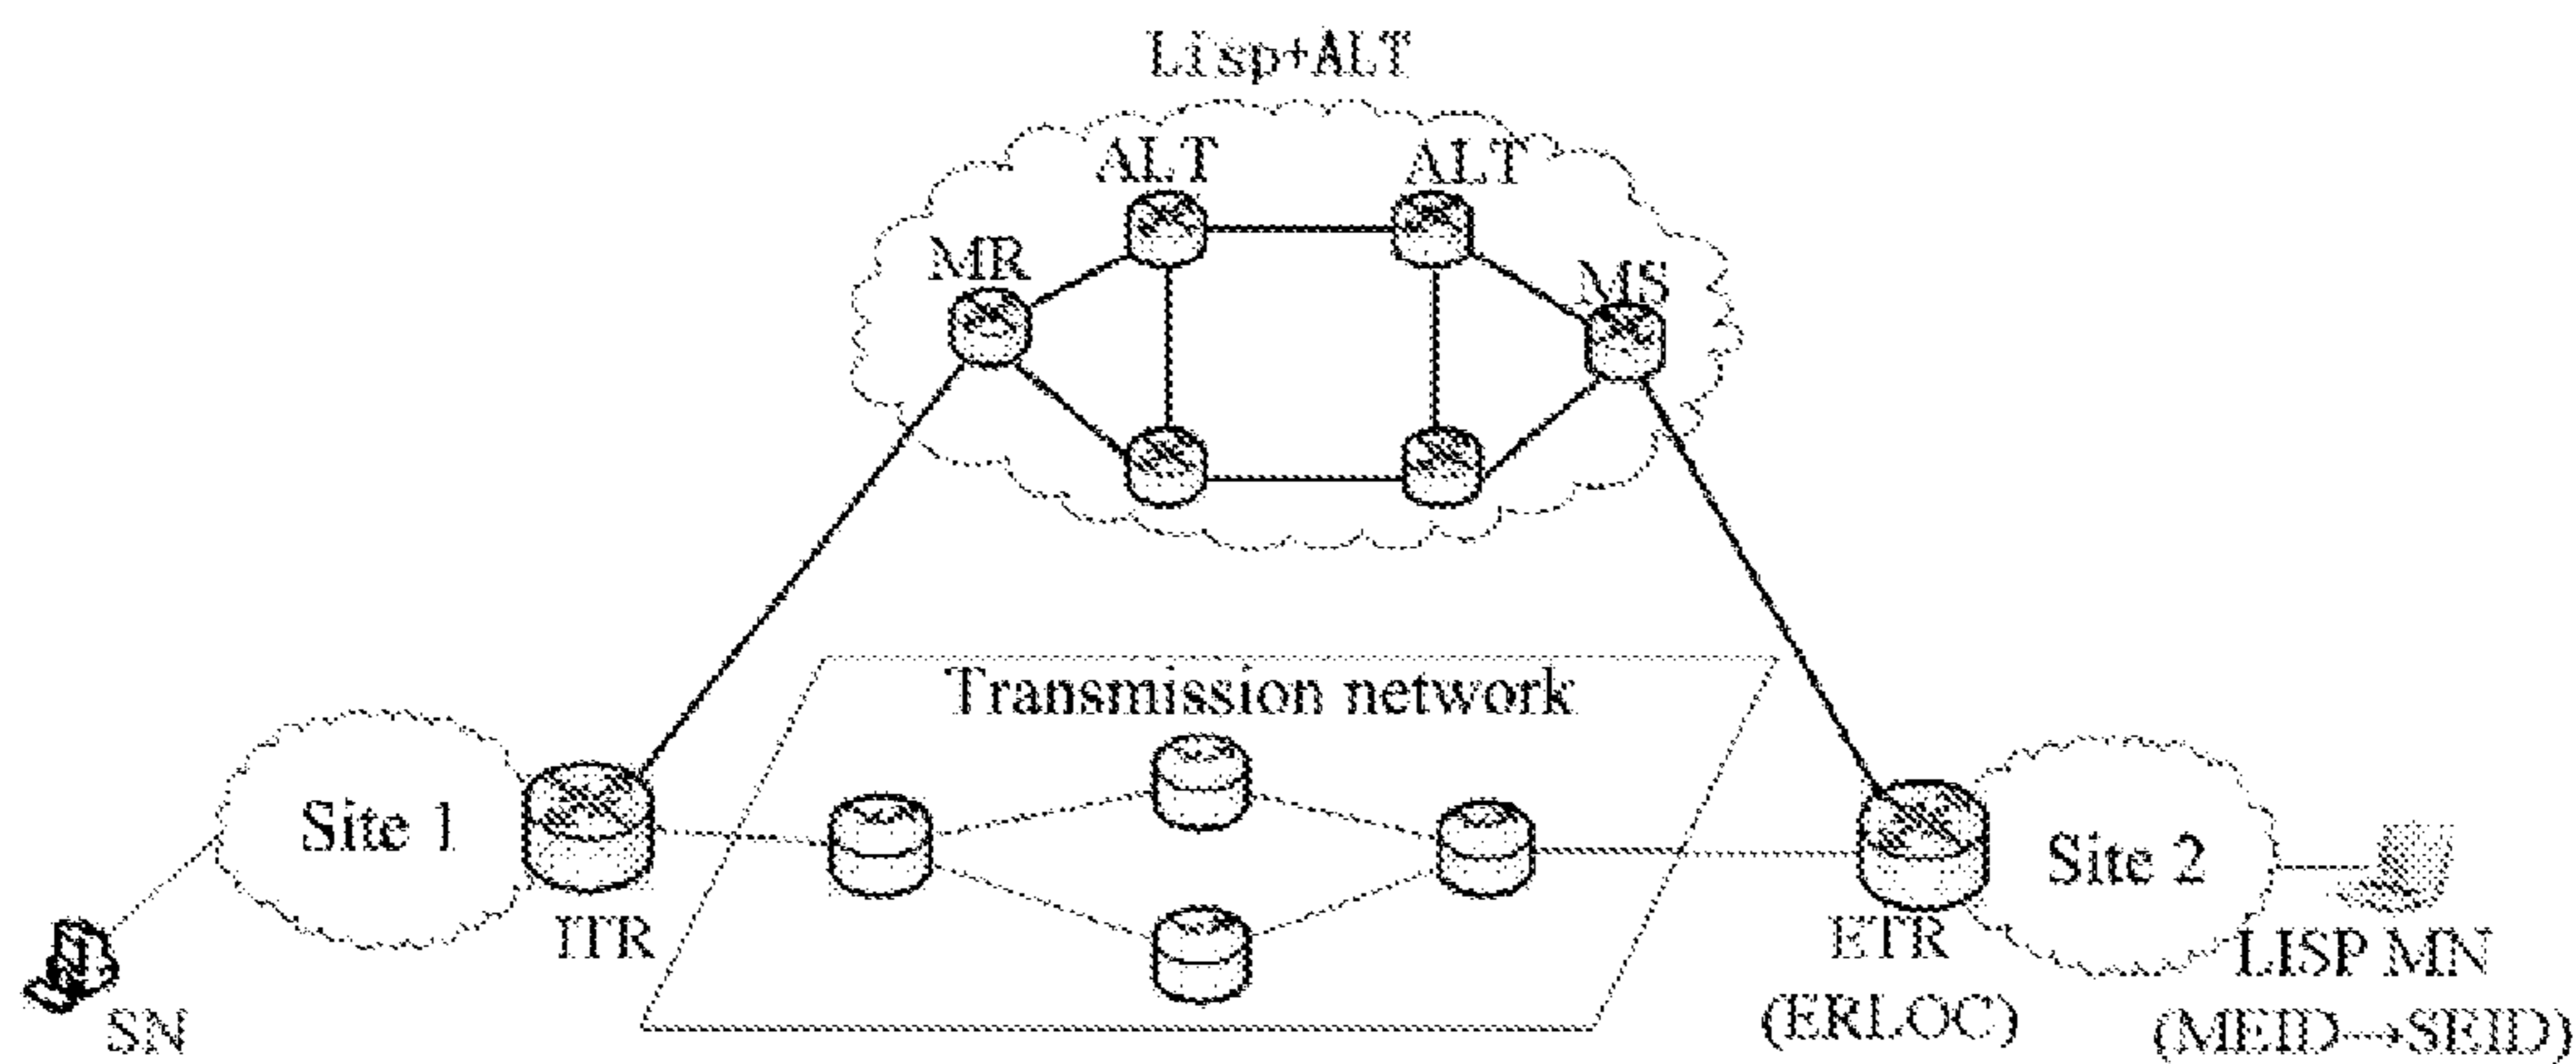 Lisp+ALT
ALT
ALT
MR
MS
Transmission network
Site 1
Site 2
ITR
ETR
(ERLOC)
LISP MN
(MEID→SEID)
SN